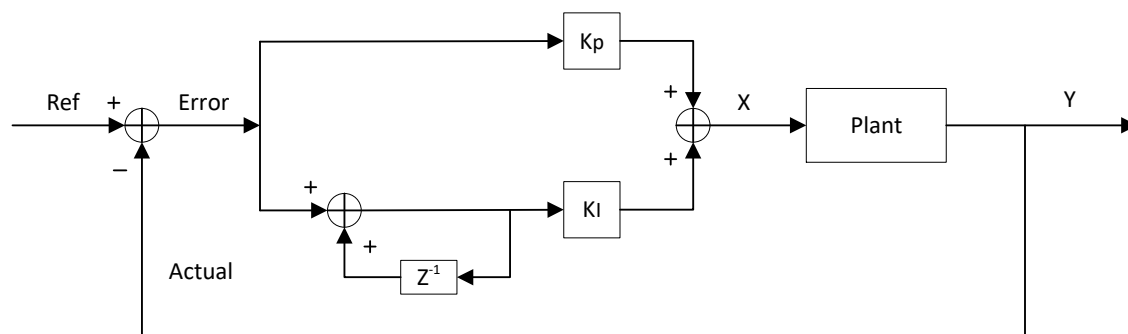 Kp
Ref
+
Error
+
X
Y
Plant
−
+
+
KI
+
Z⁻¹
Actual